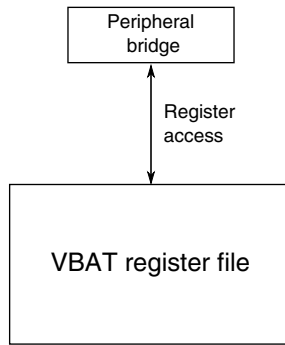 Peripheral
bridge
Register
access
VBAT register file